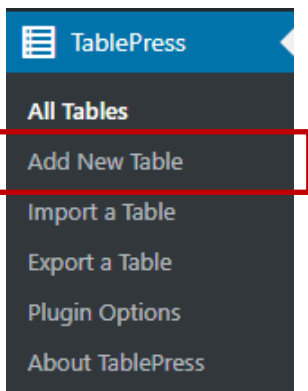 TablePress
All Tables
Add New Table
Import a Table
Export a Table
Plugin Options
About TablePress